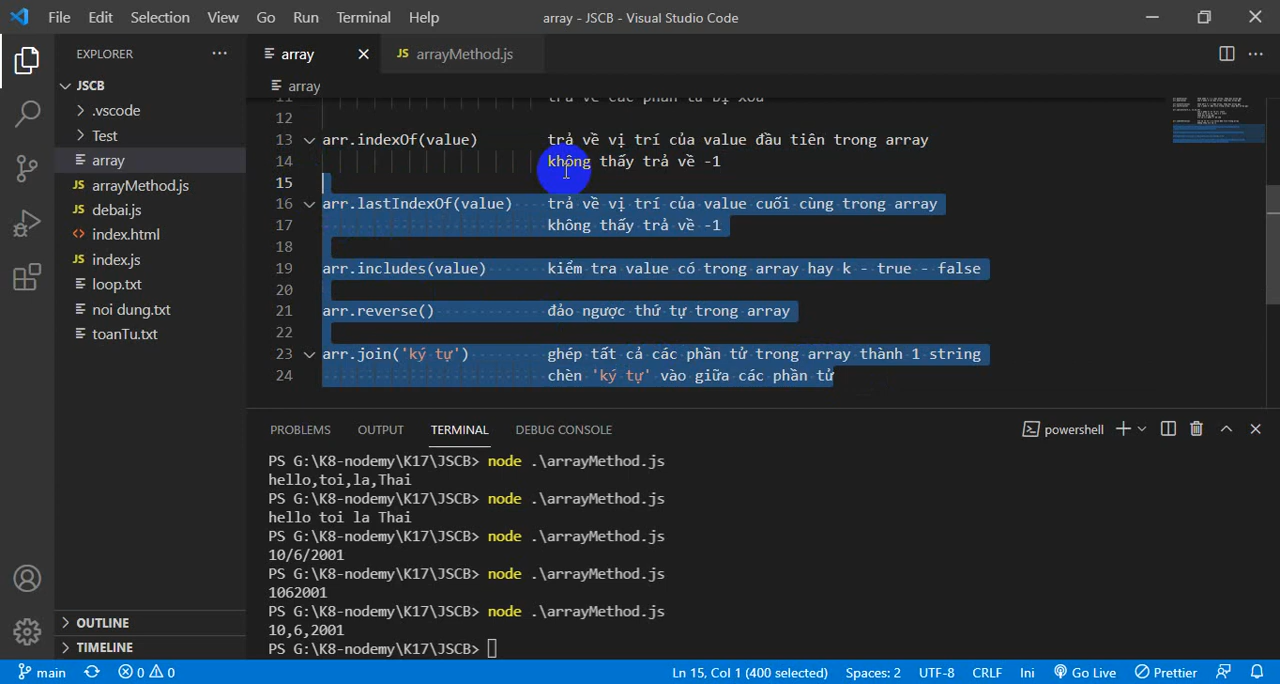 File Edit Selection View Go Run Terminal Help
array - JSCB - Visual Studio Code
EXPLORER
JSCB
.vscode
Test
array
arrayMethod.js
debai.js
index.html
index.js
loop.txt
noi dung.txt
toanTu.txt
OUTLINE
TIMELINE
array
JS arrayMethod.js
array
11 trả về các phần tử bị xóa
12
13 arr.indexOf(value) trả về vị trí của value đầu tiên trong array
14 không thấy trả về -1
15
16 arr.lastIndexOf(value) trả về vị trí của value cuối cùng trong array
17 không thấy trả về -1
18
19 arr.includes(value) kiểm tra value có trong array hay k - true - false
20
21 arr.reverse() đảo ngược thứ tự trong array
22
23 arr.join('ký tự') ghép tất cả các phần tử trong array thành 1 string
24 chèn 'ký tự' vào giữa các phần tử
PROBLEMS OUTPUT TERMINAL DEBUG CONSOLE
powershell
PS G:\K8-nodemy\K17\JSCB> node .\arrayMethod.js
hello,toi,la,Thai
PS G:\K8-nodemy\K17\JSCB> node .\arrayMethod.js
hello toi la Thai
PS G:\K8-nodemy\K17\JSCB> node .\arrayMethod.js
10/6/2001
PS G:\K8-nodemy\K17\JSCB> node .\arrayMethod.js
1062001
PS G:\K8-nodemy\K17\JSCB> node .\arrayMethod.js
10,6,2001
PS G:\K8-nodemy\K17\JSCB>
main 0 0 Ln 15, Col 1 (400 selected) Spaces: 2 UTF-8 CRLF Ini Go Live Prettier